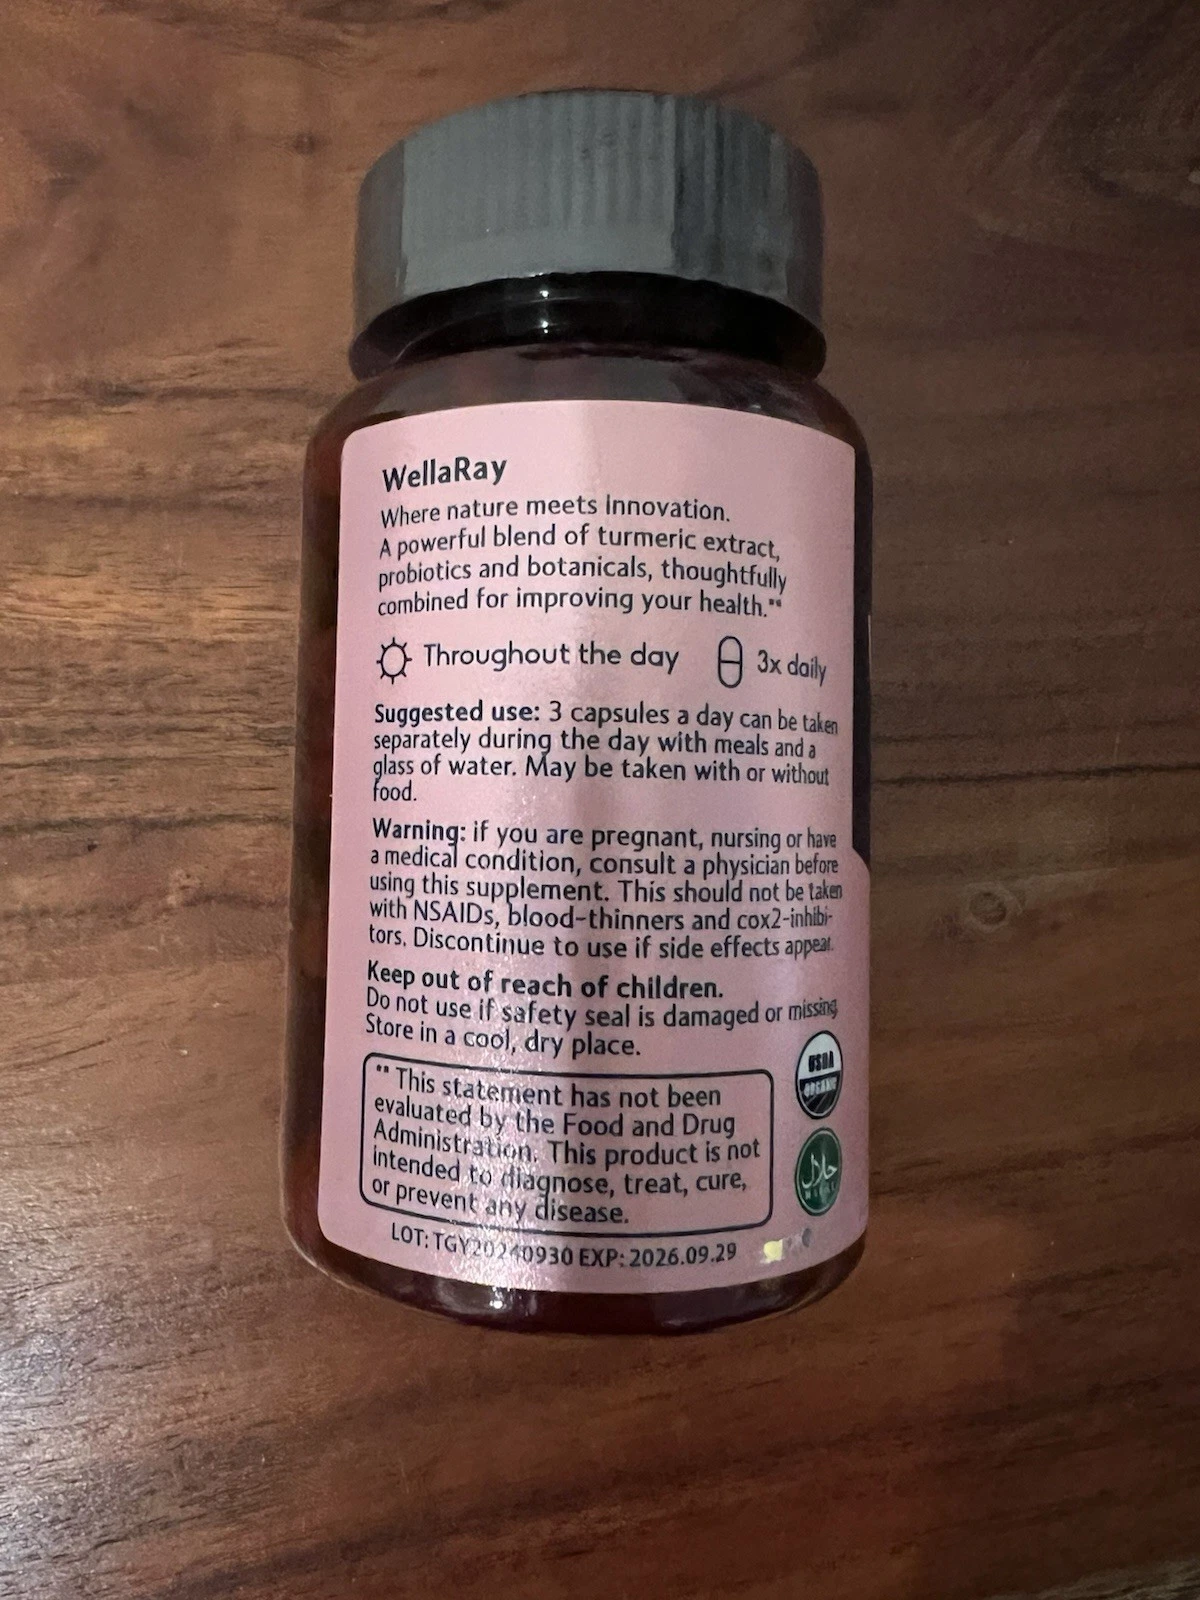 WellaRay
Where nature meets innovation.
A powerful blend of turmeric extract,
probiotics and botanicals, thoughtfully
combined for improving your health.**
Throughout the day 3x daily
Suggested use: 3 capsules a day can be taken
separately during the day with meals and a
glass of water. May be taken with or without
food.
Warning: if you are pregnant, nursing or have
a medical condition, consult a physician before
using this supplement. This should not be taken
with NSAIDs, blood-thinners and cox2-inhibi-
tors. Discontinue to use if side effects appear.
Keep out of reach of children.
Do not use if safety seal is damaged or missing.
Store in a cool, dry place.
USDA
ORGANIC
حلال
HALAL
** This statement has not been
evaluated by the Food and Drug
Administration. This product is not
intended to diagnose, treat, cure,
or prevent any disease.
LOT: TGY20240930 EXP: 2026.09.29